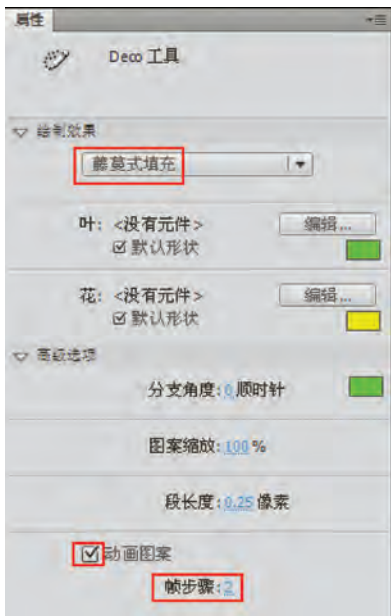 属性
Deco 工具
绘制效果
藤蔓式填充
叶: <没有元件> 编辑...
默认形状
花: <没有元件> 编辑...
默认形状
高级选项
分支角度: 0 顺时针
图案缩放: 100 %
段长度: 0.25 像素
动画图案
帧步骤: 2